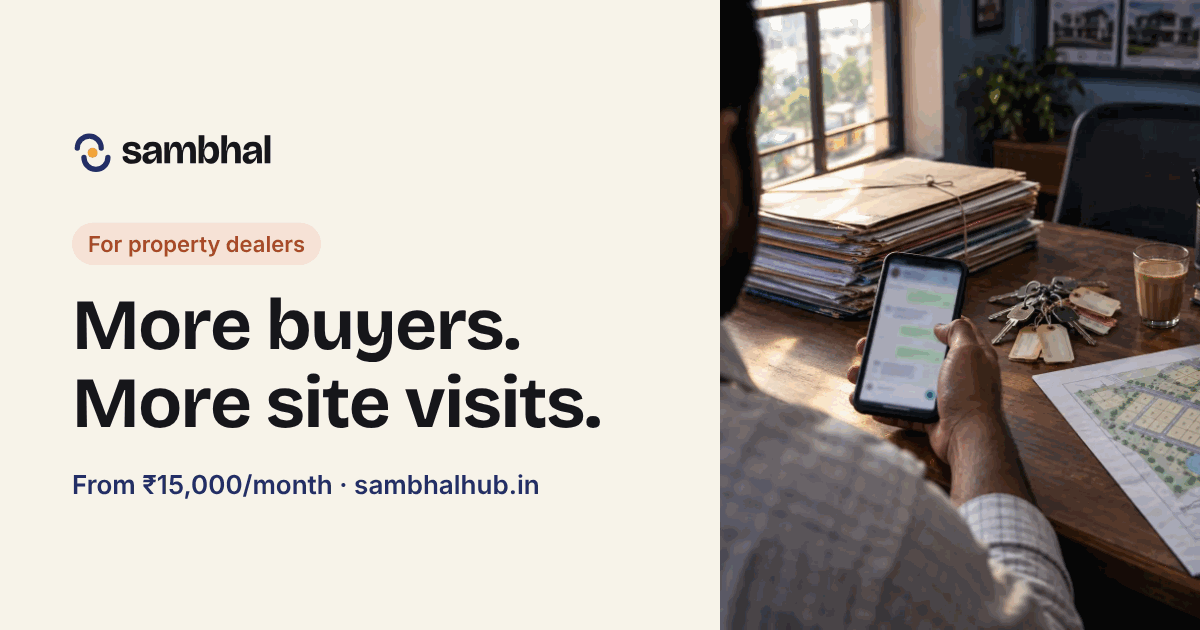 sambhal
For property dealers
More buyers.
More site visits.
From ₹15,000/month · sambhalhub.in